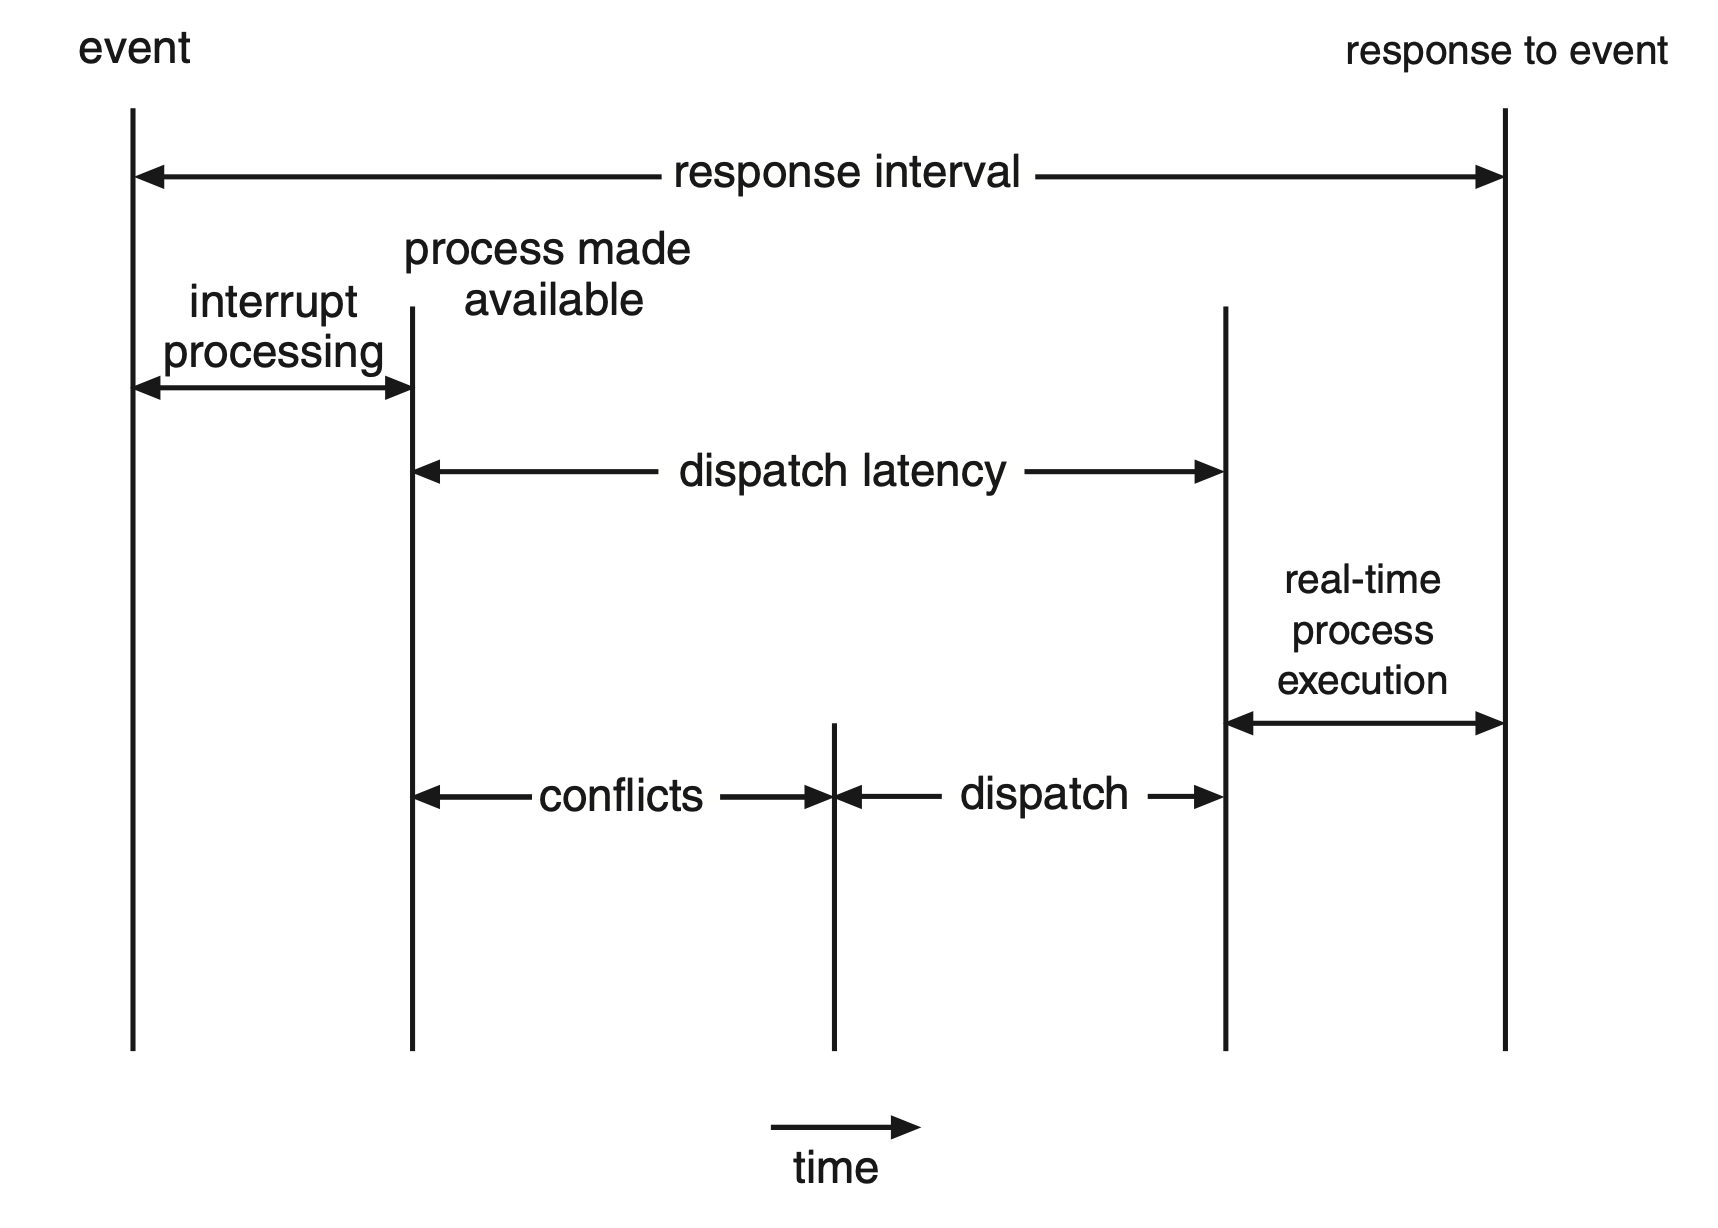 event
response to event
response interval
process made
available
interrupt
processing
dispatch latency
real-time
process
execution
conflicts
dispatch
time